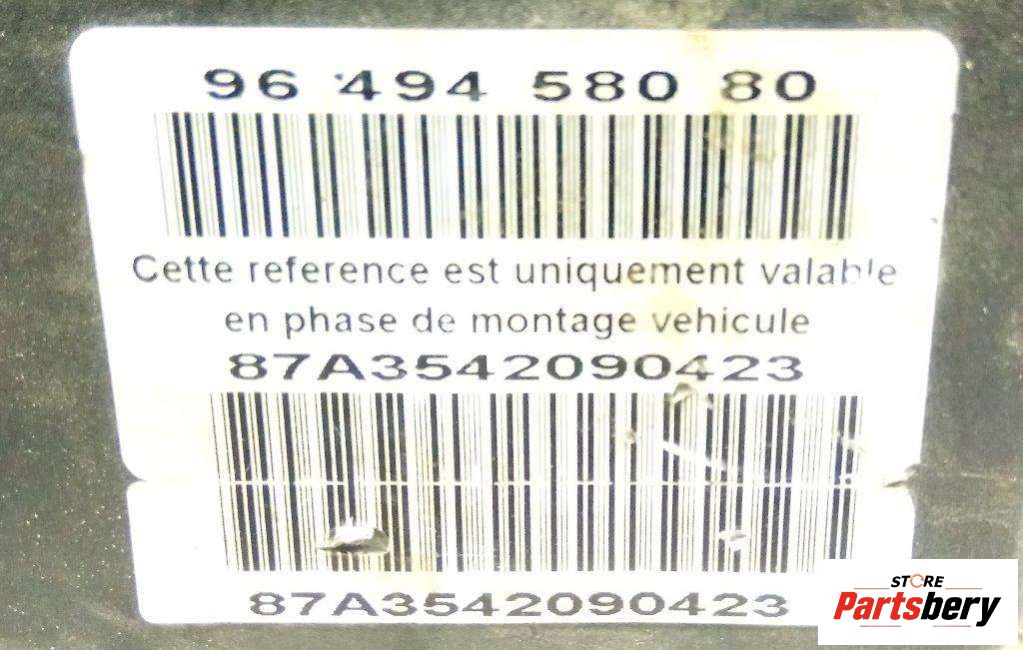 96 494 580 80
Cette reference est uniquement valable
en phase de montage vehicule
87A3542090423
87A3542090423
STORE
Partsbery